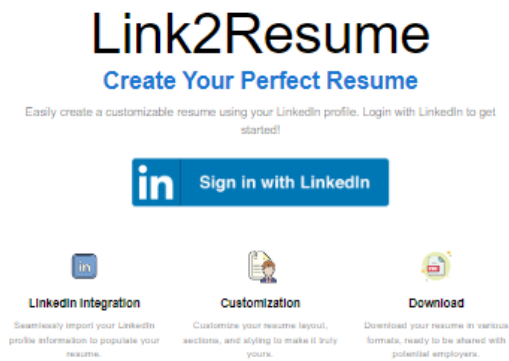 Link2Resume
Create Your Perfect Resume
Easily create a customizable resume using your LinkedIn profile. Login with LinkedIn to get
started!
in Sign in with LinkedIn
in
PDF
LinkedIn Integration
Customization
Download
Seamlessly import your LinkedIn
profile information to populate your
resume.
Customize your resume layout,
sections, and styling to make it truly
yours.
Download your resume in various
formats, ready to be shared with
potential employers.